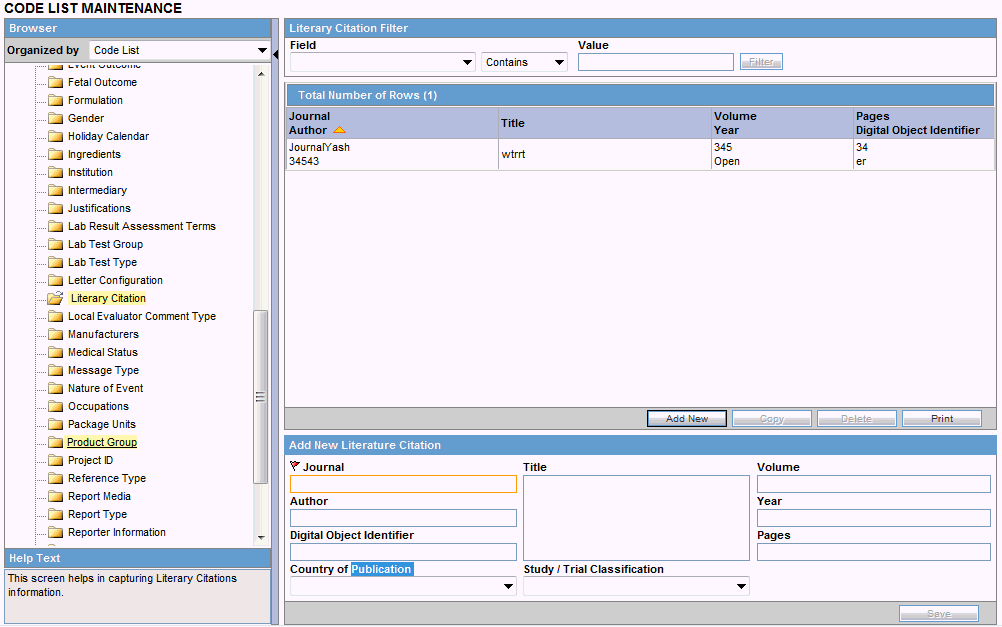 CODE LIST MAINTENANCE
Browser
Organized by Code List
Event Outcome
Fetal Outcome
Formulation
Gender
Holiday Calendar
Ingredients
Institution
Intermediary
Justifications
Lab Result Assessment Terms
Lab Test Group
Lab Test Type
Letter Configuration
Literary Citation
Local Evaluator Comment Type
Manufacturers
Medical Status
Message Type
Nature of Event
Occupations
Package Units
Product Group
Project ID
Reference Type
Report Media
Report Type
Reporter Information
Help Text
This screen helps in capturing Literary Citations
information.
Literary Citation Filter
Field Value
Contains Filter
Total Number of Rows (1)
Journal
Author
Title
Volume
Year
Pages
Digital Object Identifier
JournalYash
34543
wtrrt
345
Open
34
er
Add New Copy Delete Print
Add New Literature Citation
Journal Title Volume
Author Year
Digital Object Identifier Pages
Country of Publication Study / Trial Classification
Save